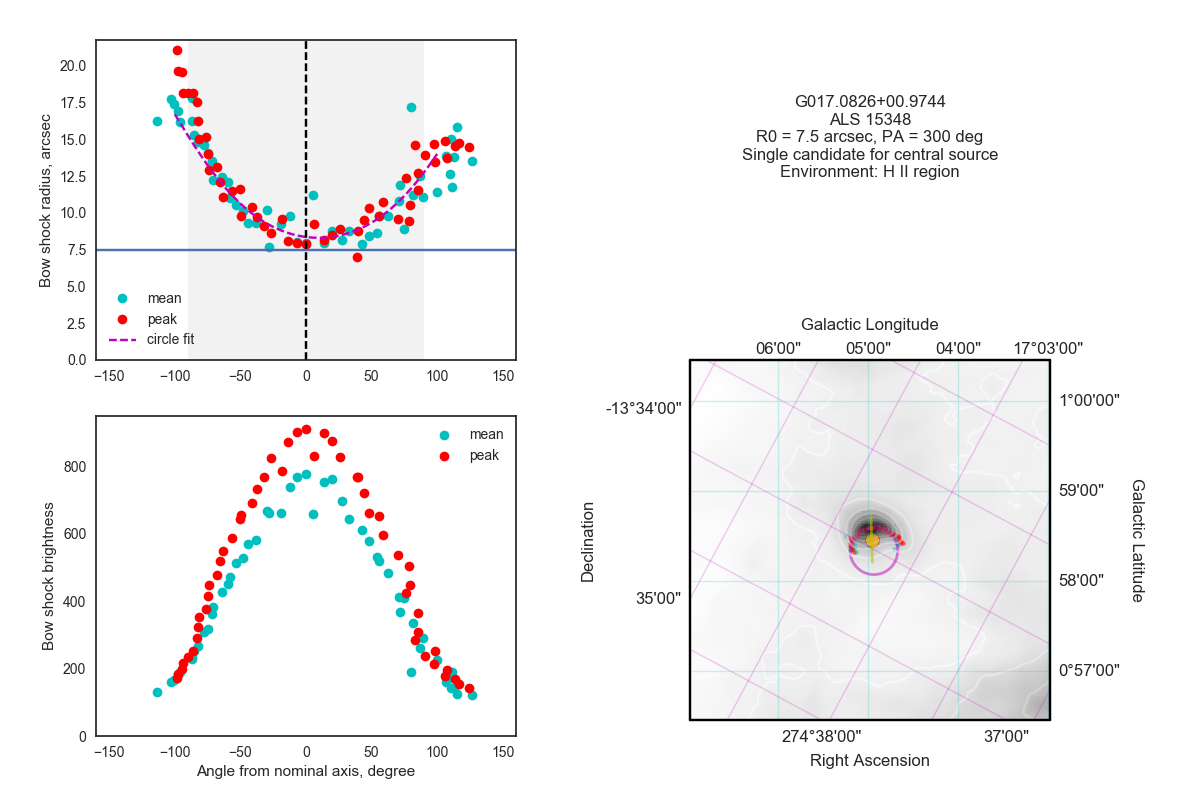 20.0
17.5
15.0
12.5
10.0
7.5
5.0
2.5
0.0
Bow shock radius, arcsec
mean
peak
circle fit
−150
−100
−50
0
50
100
150
G017.0826+00.9744
ALS 15348
R0 = 7.5 arcsec, PA = 300 deg
Single candidate for central source
Environment: H II region
800
600
400
200
0
Bow shock brightness
mean
peak
−150
−100
−50
0
50
100
150
Angle from nominal axis, degree
Galactic Longitude
06'00"
05'00"
04'00"
17°03'00"
-13°34'00"
35'00"
Declination
1°00'00"
59'00"
58'00"
0°57'00"
Galactic Latitude
274°38'00"
37'00"
Right Ascension